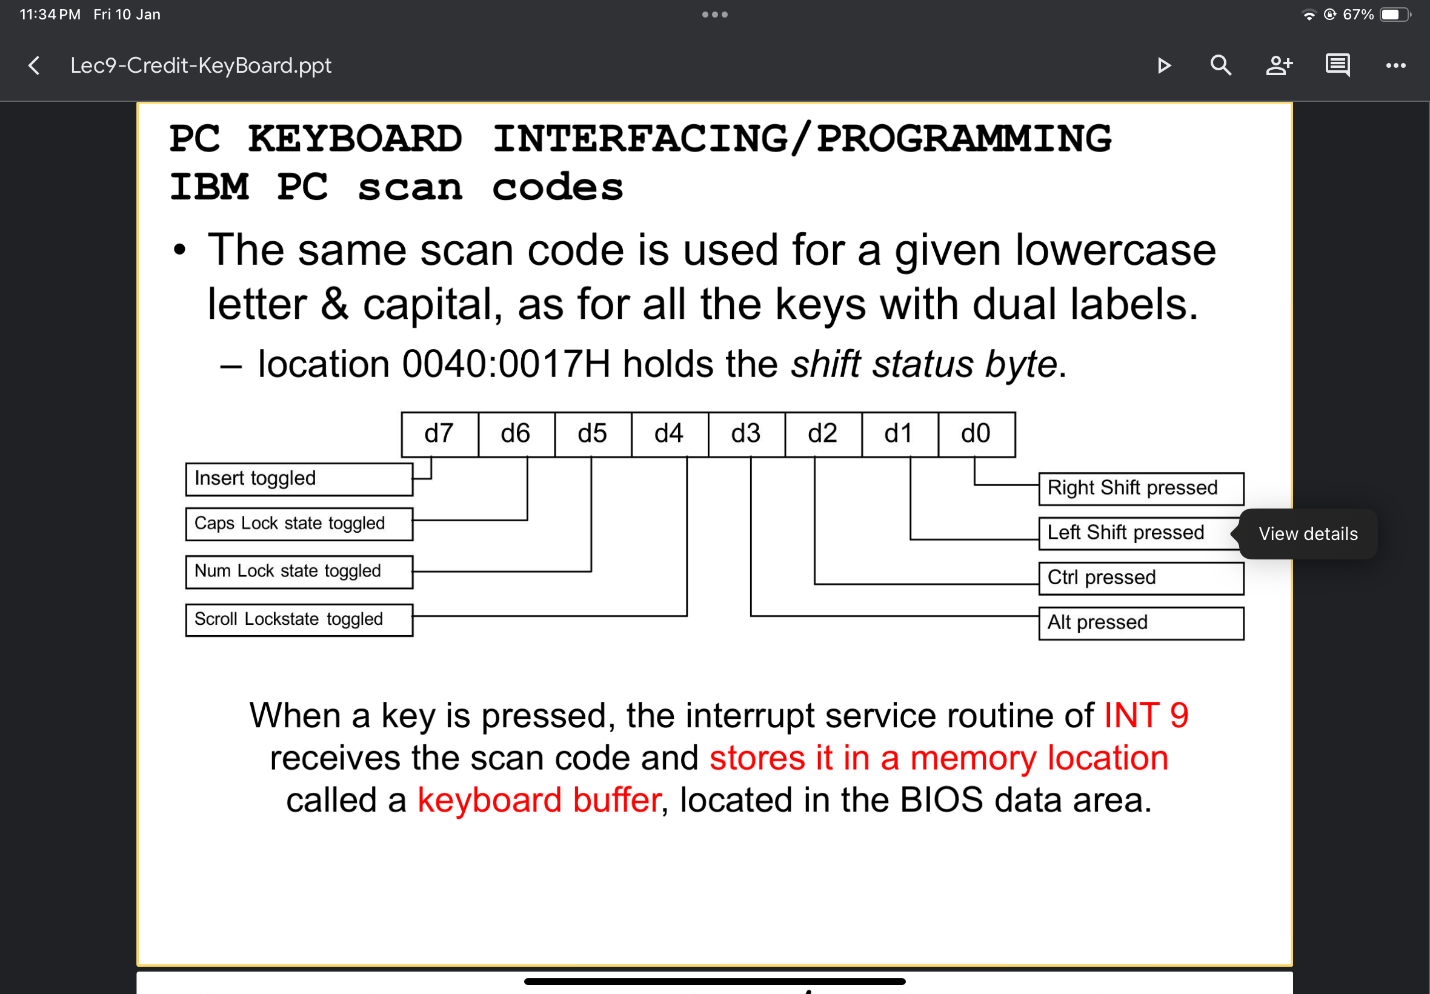 11:34 PM Fri 10 Jan
67%
Lec9-Credit-KeyBoard.ppt
PC KEYBOARD INTERFACING/PROGRAMMING
IBM PC scan codes
• The same scan code is used for a given lowercase
letter & capital, as for all the keys with dual labels.
– location 0040:0017H holds the shift status byte.
d7 d6 d5 d4 d3 d2 d1 d0
Insert toggled
Caps Lock state toggled
Num Lock state toggled
Scroll Lockstate toggled
Right Shift pressed
Left Shift pressed
View details
Ctrl pressed
Alt pressed
When a key is pressed, the interrupt service routine of INT 9
receives the scan code and stores it in a memory location
called a keyboard buffer, located in the BIOS data area.